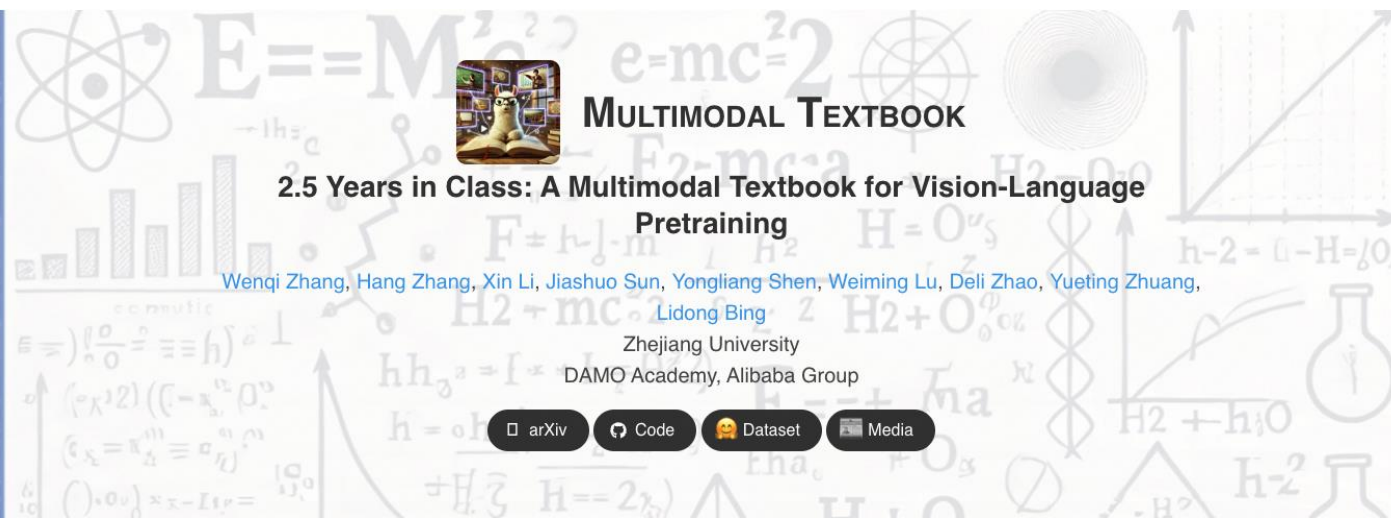 E==Mc²?
e=mc²2
MULTIMODAL TEXTBOOK
2.5 Years in Class: A Multimodal Textbook for Vision-Language
Pretraining
Wenqi Zhang, Hang Zhang, Xin Li, Jiashuo Sun, Yongliang Shen, Weiming Lu, Deli Zhao, Yueting Zhuang,
Lidong Bing
Zhejiang University
DAMO Academy, Alibaba Group
arXiv Code Dataset Media